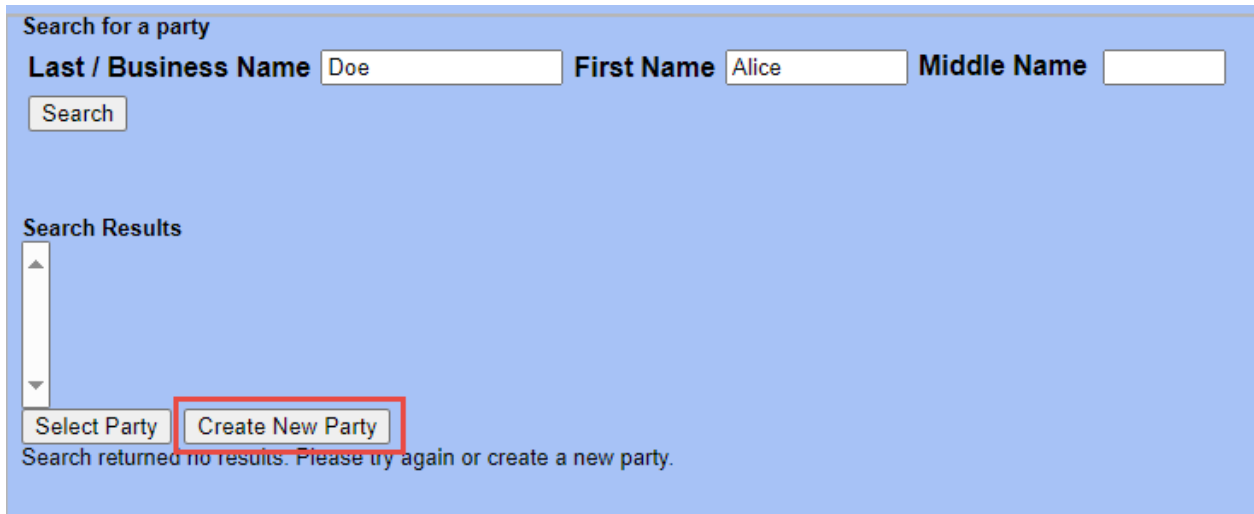 Search for a party
Last / Business Name Doe First Name Alice Middle Name
Search
Search Results
Select Party Create New Party
Search returned no results. Please try again or create a new party.